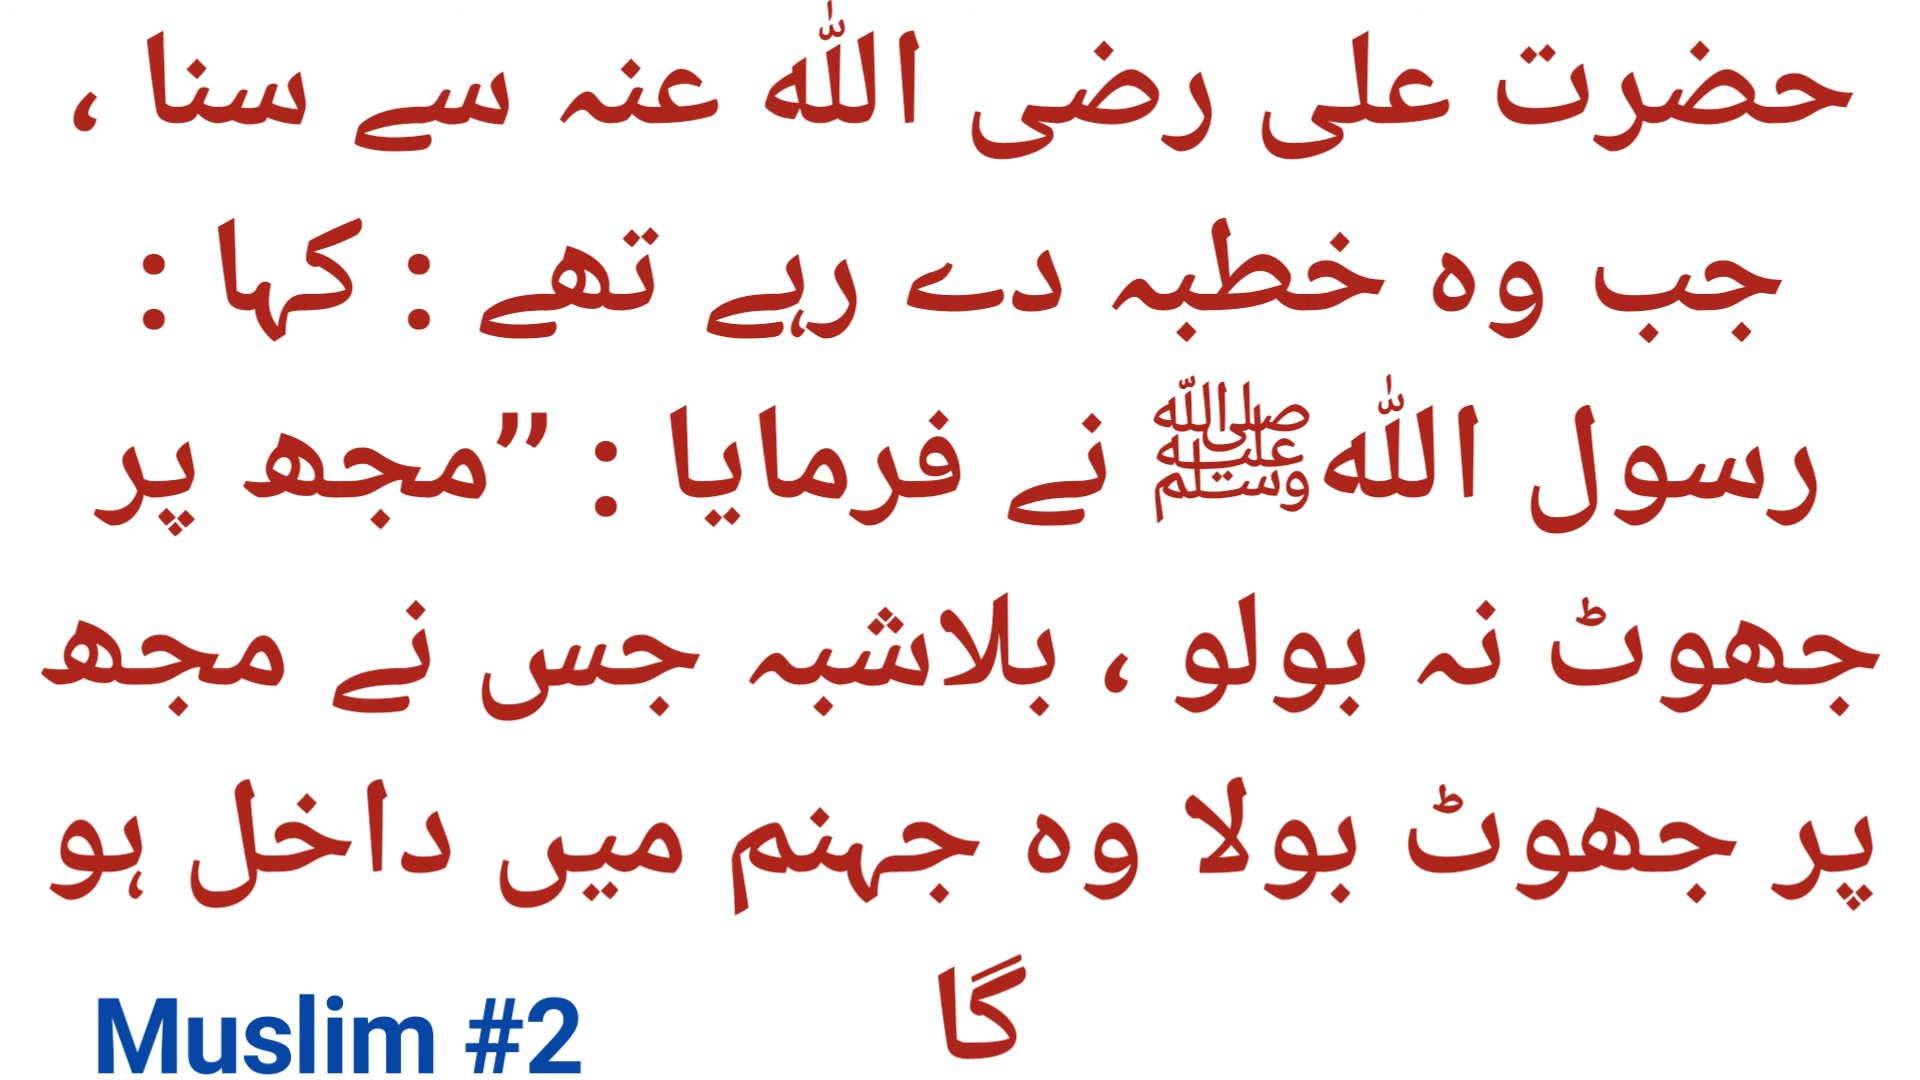 حضرت علی رضی اللہ عنہ سے سنا ،
جب وہ خطبہ دے رہے تھے : کہا :
رسول اللہﷺ نے فرمایا : ”مجھ پر
جھوٹ نہ بولو ، بلاشبہ جس نے مجھ
پر جھوٹ بولا وہ جہنم میں داخل ہو
گا
Muslim #2